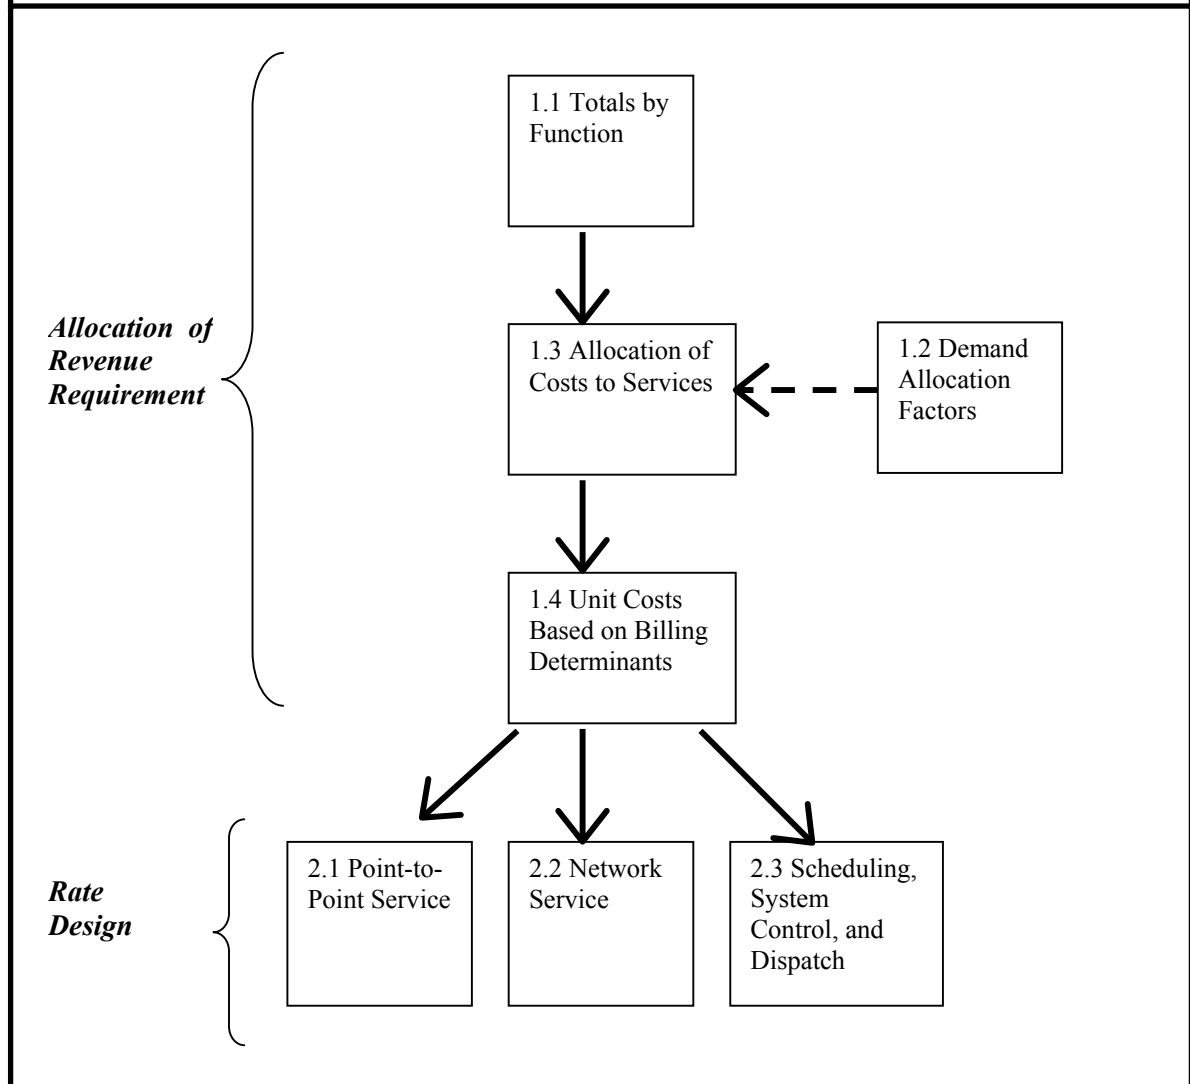 1.1 Totals by
Function
Allocation of
Revenue
Requirement
1.3 Allocation of
Costs to Services
1.2 Demand
Allocation
Factors
1.4 Unit Costs
Based on Billing
Determinants
Rate
Design
2.1 Point-to-
Point Service
2.2 Network
Service
2.3 Scheduling,
System
Control, and
Dispatch